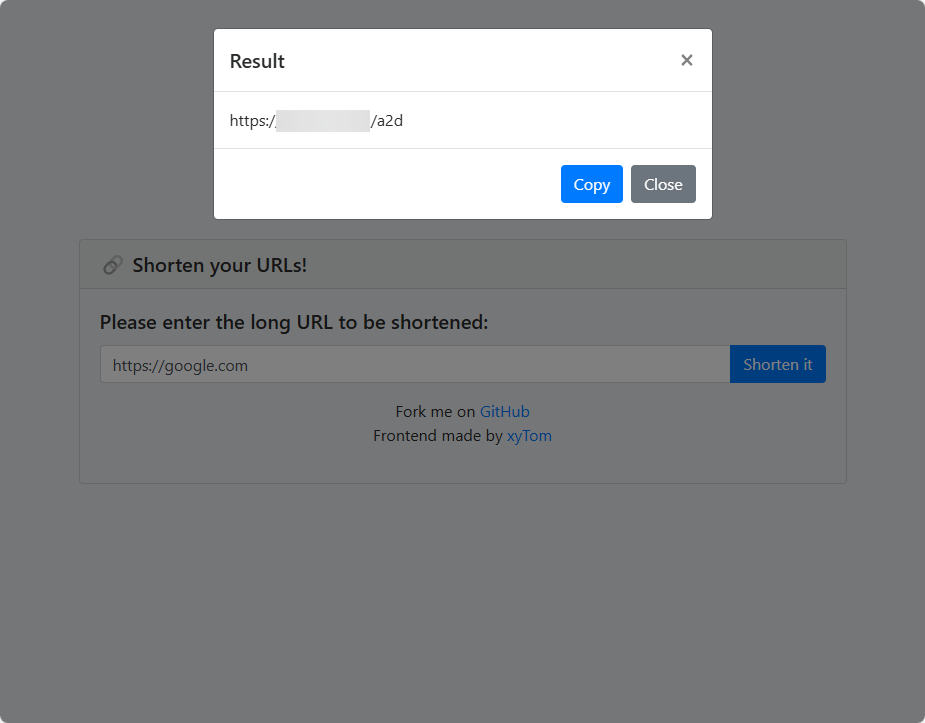 Result ×
https:/ /a2d
Copy Close
Shorten your URLs!
Please enter the long URL to be shortened:
https://google.com Shorten it
Fork me on GitHub
Frontend made by xyTom